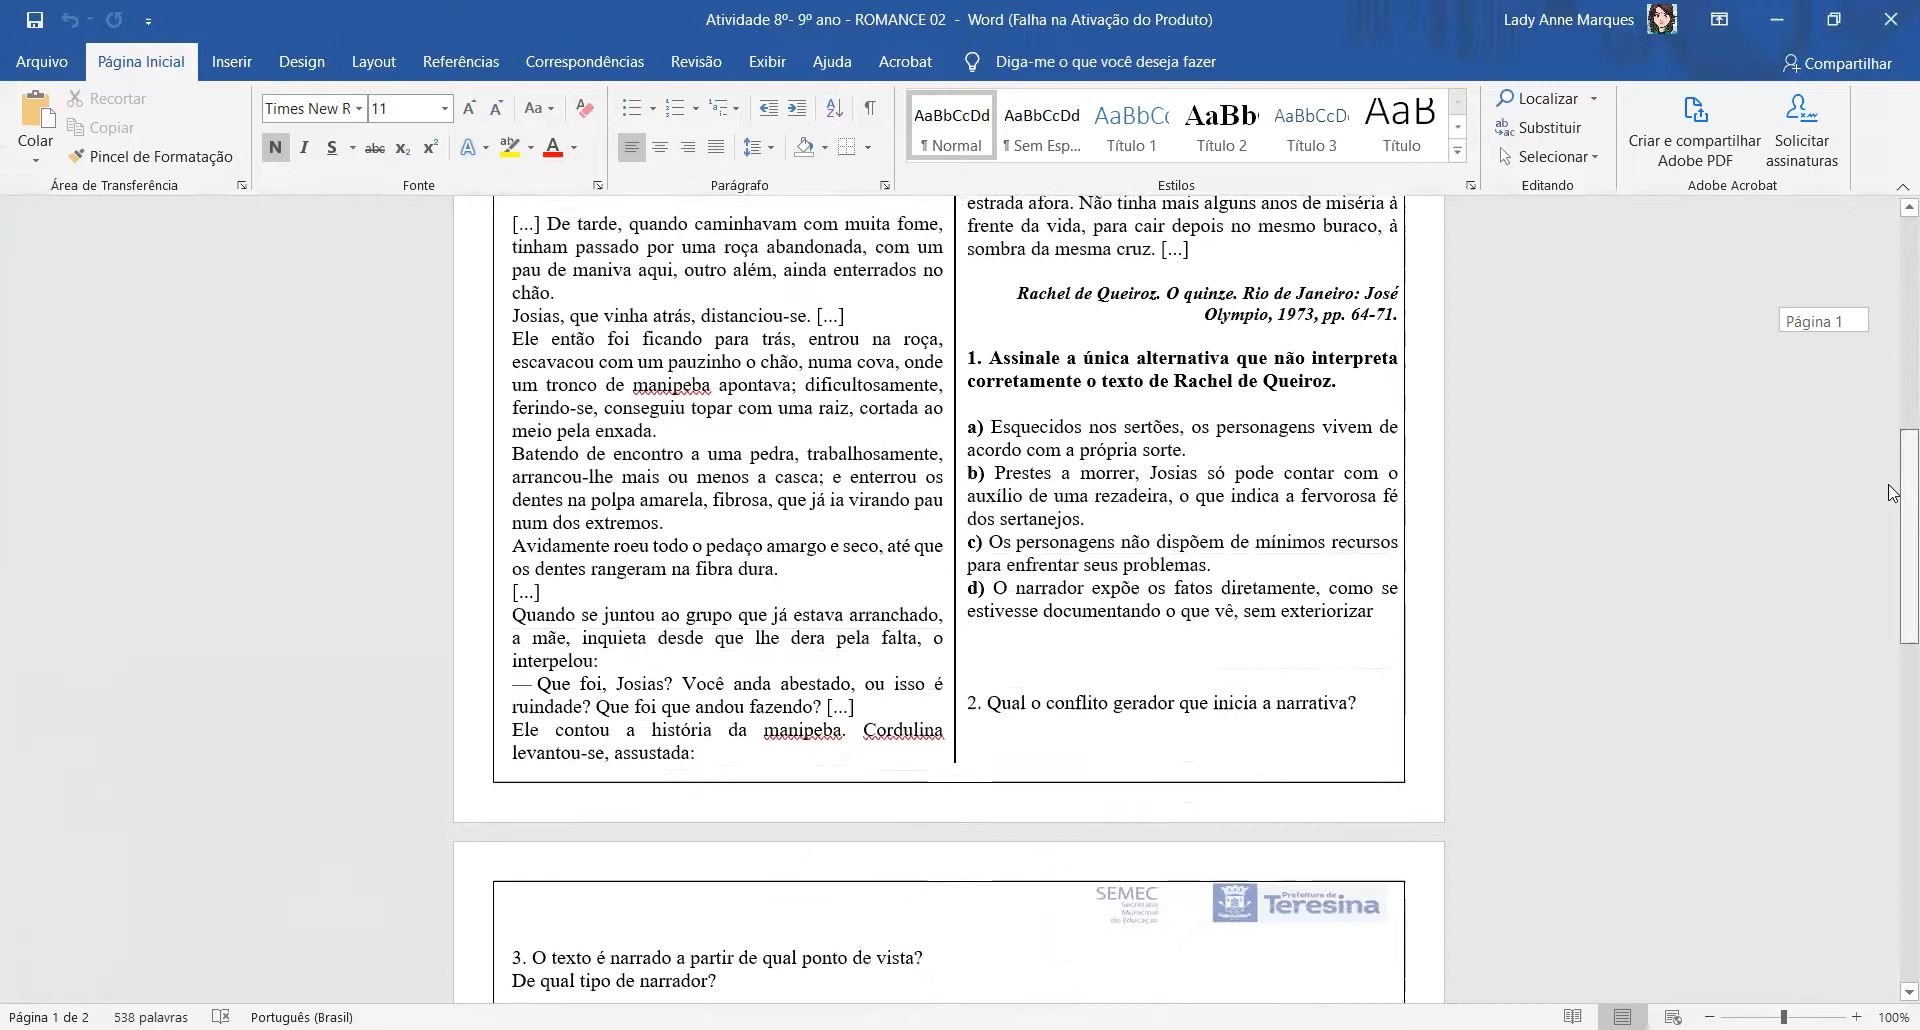 Atividade 8º- 9º ano - ROMANCE 02 - Word (Falha na Ativação do Produto)
Lady Anne Marques
Arquivo
Página Inicial
Inserir
Design
Layout
Referências
Correspondências
Revisão
Exibir
Ajuda
Acrobat
Diga-me o que você deseja fazer
Compartilhar
Colar
Recortar
Copiar
Pincel de Formatação
Área de Transferência
Times New R
11
Aa
N I S abc x₂ x²
A
Fonte
Parágrafo
AaBbCcDd
¶ Normal
AaBbCcDd
¶ Sem Esp...
AaBbCc
Título 1
AaBb
Título 2
AaBbCcD
Título 3
AaB
Título
Estilos
Localizar
Substituir
Selecionar
Editando
Criar e compartilhar
Adobe PDF
Solicitar
assinaturas
Adobe Acrobat
[...] De tarde, quando caminhavam com muita fome,
tinham passado por uma roça abandonada, com um
pau de maniva aqui, outro além, ainda enterrados no
chão.
Josias, que vinha atrás, distanciou-se. [...]
Ele então foi ficando para trás, entrou na roça,
escavacou com um pauzinho o chão, numa cova, onde
um tronco de manipeba apontava; dificultosamente,
ferindo-se, conseguiu topar com uma raiz, cortada ao
meio pela enxada.
Batendo de encontro a uma pedra, trabalhosamente,
arrancou-lhe mais ou menos a casca; e enterrou os
dentes na polpa amarela, fibrosa, que já ia virando pau
num dos extremos.
Avidamente roeu todo o pedaço amargo e seco, até que
os dentes rangeram na fibra dura.
[...]
Quando se juntou ao grupo que já estava arranchado,
a mãe, inquieta desde que lhe dera pela falta, o
interpelou:
— Que foi, Josias? Você anda abestado, ou isso é
ruindade? Que foi que andou fazendo? [...]
Ele contou a história da manipeba. Cordulina
levantou-se, assustada:
estrada afora. Não tinha mais alguns anos de miséria à
frente da vida, para cair depois no mesmo buraco, à
sombra da mesma cruz. [...]
Rachel de Queiroz. O quinze. Rio de Janeiro: José
Olympio, 1973, pp. 64-71.
1. Assinale a única alternativa que não interpreta
corretamente o texto de Rachel de Queiroz.
a) Esquecidos nos sertões, os personagens vivem de
acordo com a própria sorte.
b) Prestes a morrer, Josias só pode contar com o
auxílio de uma rezadeira, o que indica a fervorosa fé
dos sertanejos.
c) Os personagens não dispõem de mínimos recursos
para enfrentar seus problemas.
d) O narrador expõe os fatos diretamente, como se
estivesse documentando o que vê, sem exteriorizar
2. Qual o conflito gerador que inicia a narrativa?
Página 1
SEMEC
Secretaria
Municipal
de Educação
Prefeitura de
Teresina
3. O texto é narrado a partir de qual ponto de vista?
De qual tipo de narrador?
Página 1 de 2
538 palavras
Português (Brasil)
100%